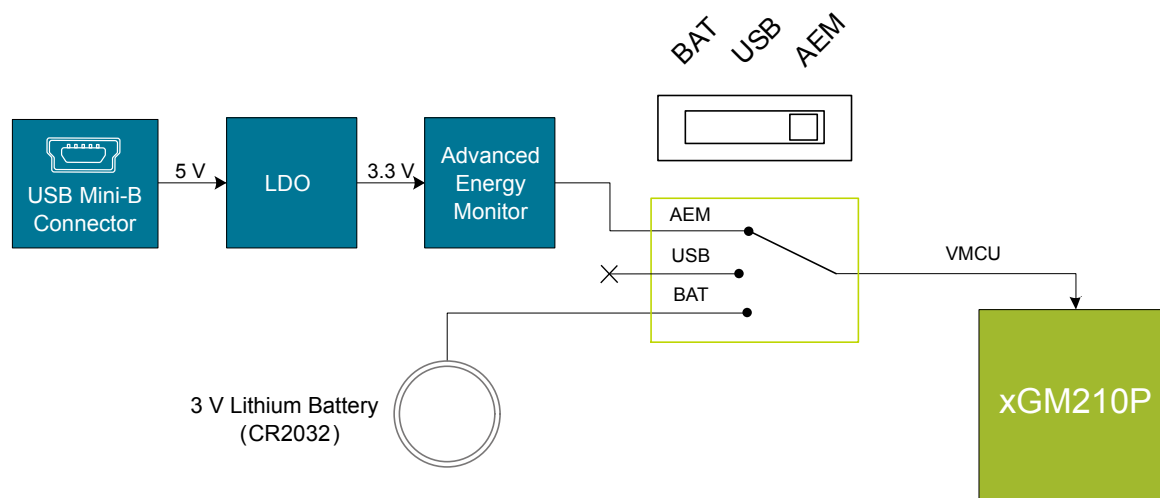 BAT
USB
AEM
USB Mini-B
Connector
5 V
LDO
3.3 V
Advanced
Energy
Monitor
AEM
USB
BAT
VMCU
3 V Lithium Battery
(CR2032)
xGM210P